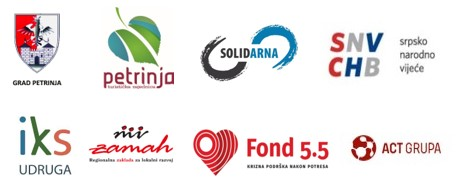 GRAD PETRINJA
petrinja
SOLIDARNA
SNV
CHB
srpsko
narodno
vijeće
iks
UDRUGA
zamah
Regionalna zaklada za lokalni razvoj
Fond 5.5
KRIZNA PODRŠKA NAKON POTRESA
ACT GRUPA